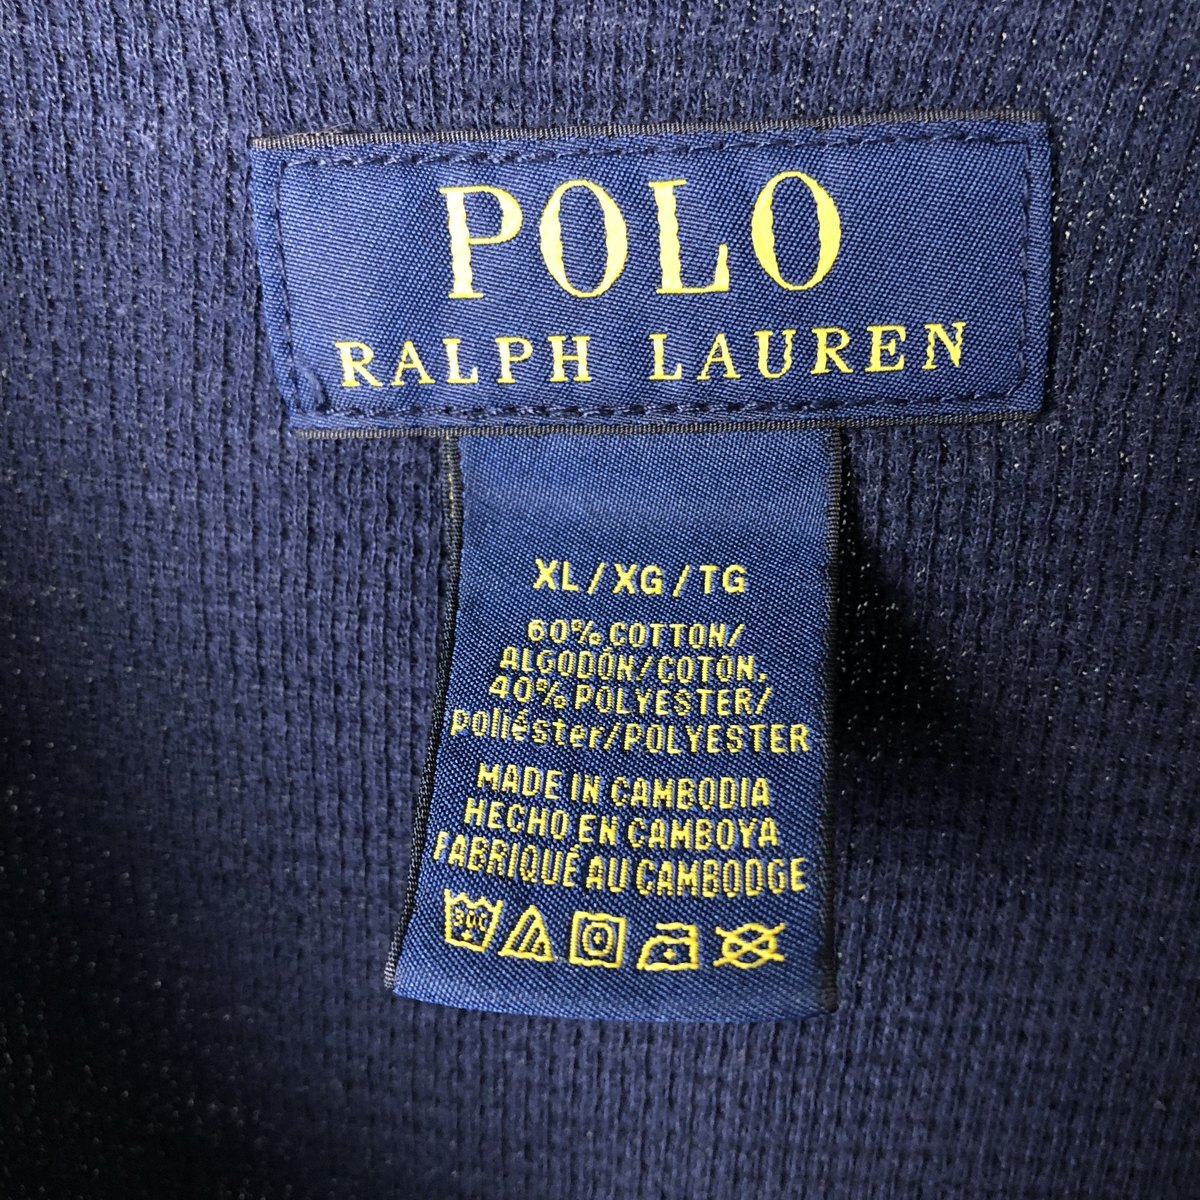 POLO
RALPH LAUREN
XL/XG/TG
60% COTTON/
ALGODÓN/COTON,
40% POLYESTER/
poliéster/POLYESTER
MADE IN CAMBODIA
HECHO EN CAMBOYA
FABRIQUÉ AU CAMBODGE